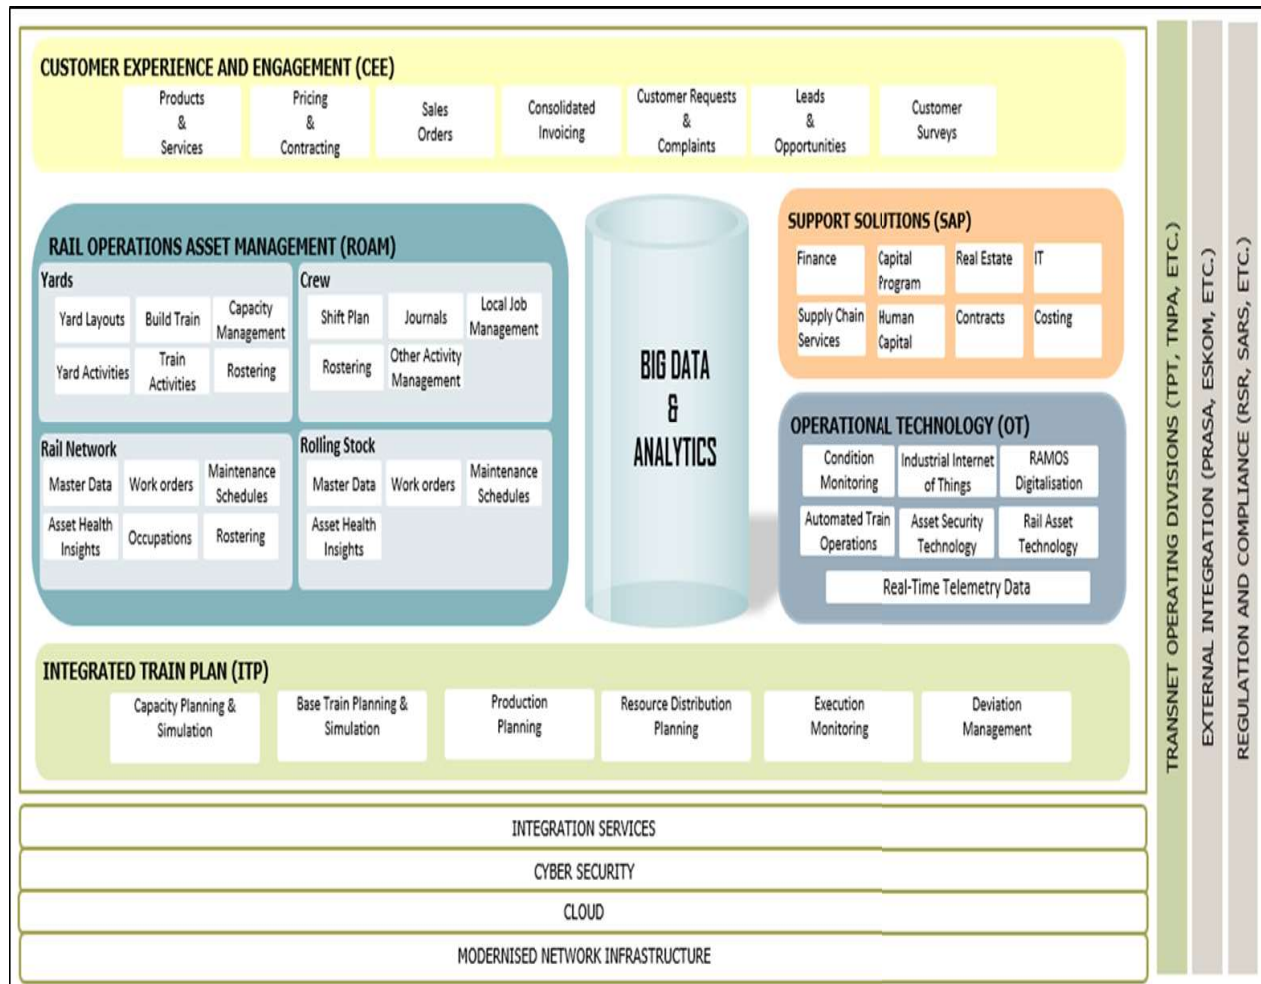 CUSTOMER EXPERIENCE AND ENGAGEMENT (CEE)
Products
&
Services
Pricing
&
Contracting
Sales
Orders
Consolidated
Invoicing
Customer Requests
&
Complaints
Leads
&
Opportunities
Customer
Surveys
RAIL OPERATIONS ASSET MANAGEMENT (ROAM)
Yards
Yard Layouts
Build Train
Capacity
Management
Yard Activities
Train
Activities
Rostering
Crew
Shift Plan
Journals
Local Job
Management
Rostering
Other Activity
Management
Rail Network
Master Data
Work orders
Maintenance
Schedules
Asset Health
Insights
Occupations
Rostering
Rolling Stock
Master Data
Work orders
Maintenance
Schedules
Asset Health
Insights
BIG DATA
&
ANALYTICS
SUPPORT SOLUTIONS (SAP)
Finance
Capital
Program
Real Estate
IT
Supply Chain
Services
Human
Capital
Contracts
Costing
OPERATIONAL TECHNOLOGY (OT)
Condition
Monitoring
Industrial Internet
of Things
RAMOS
Digitalisation
Automated Train
Operations
Asset Security
Technology
Rail Asset
Technology
Real-Time Telemetry Data
INTEGRATED TRAIN PLAN (ITP)
Capacity Planning &
Simulation
Base Train Planning &
Simulation
Production
Planning
Resource Distribution
Planning
Execution
Monitoring
Deviation
Management
INTEGRATION SERVICES
CYBER SECURITY
CLOUD
MODERNISED NETWORK INFRASTRUCTURE
TRANSNET OPERATING DIVISIONS (TPT, TNPA, ETC.)
EXTERNAL INTEGRATION (PRASA, ESKOM, ETC.)
REGULATION AND COMPLIANCE (RSR, SARS, ETC.)